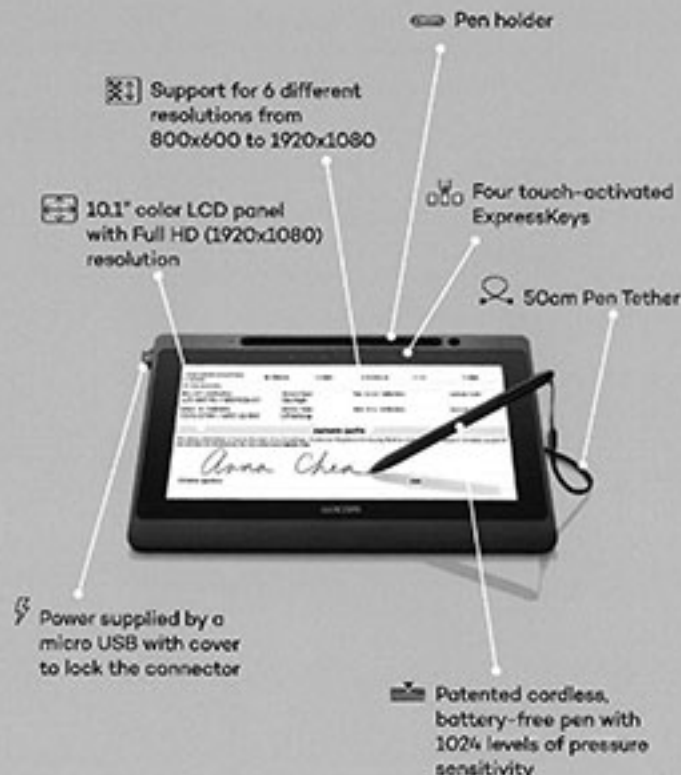 Pen holder
Support for 6 different
resolutions from
800x600 to 1920x1080
Four touch-activated
ExpressKeys
10.1" color LCD panel
with Full HD (1920x1080)
resolution
50cm Pen Tether
Anna Chen
wacom
Power supplied by a
micro USB with cover
to lock the connector
Patented cordless,
battery-free pen with
1024 levels of pressure
sensitivity